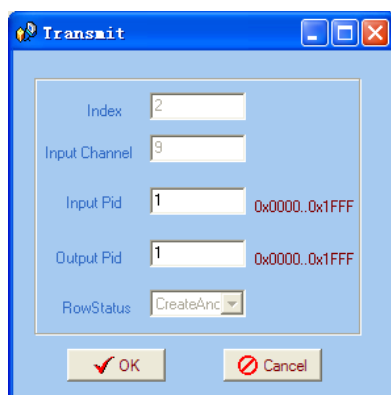 Transmit
Index 2
Input Channel 9
Input Pid 1 0x0000..0x1FFF
Output Pid 1 0x0000..0x1FFF
RowStatus CreateAnc
OK Cancel